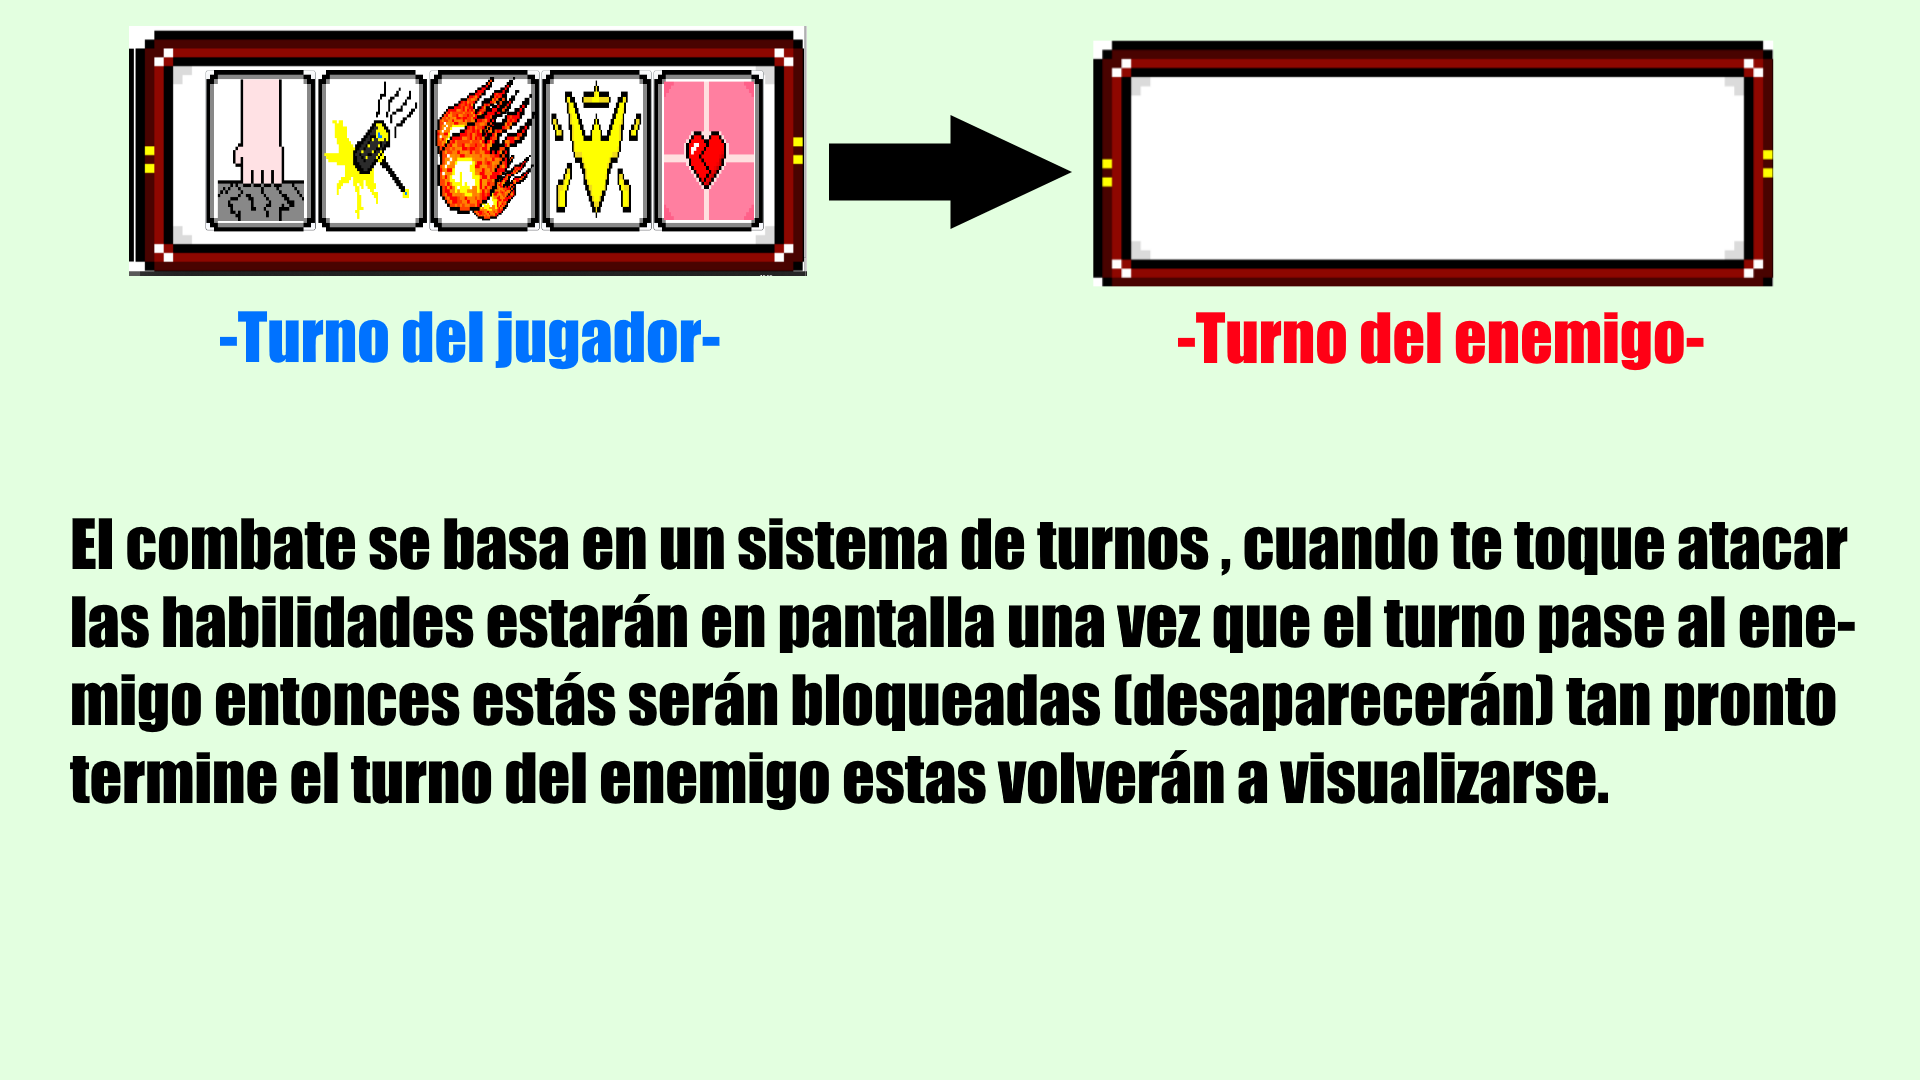 -Turno del jugador-
-Turno del enemigo-
El combate se basa en un sistema de turnos , cuando te toque atacar
las habilidades estarán en pantalla una vez que el turno pase al ene-
migo entonces estás serán bloqueadas (desaparecerán) tan pronto
termine el turno del enemigo estas volverán a visualizarse.